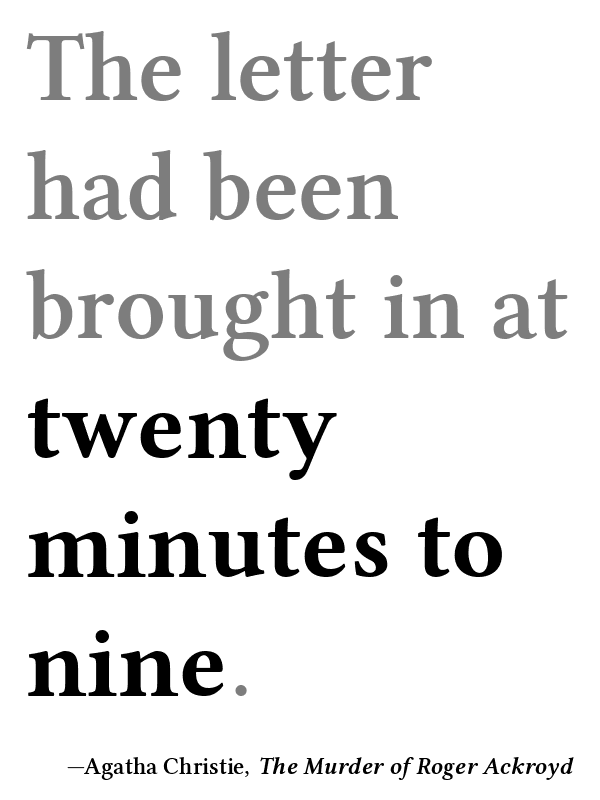 The letter
had been
brought in at
twenty
minutes to
nine.
—Agatha Christie, The Murder of Roger Ackroyd